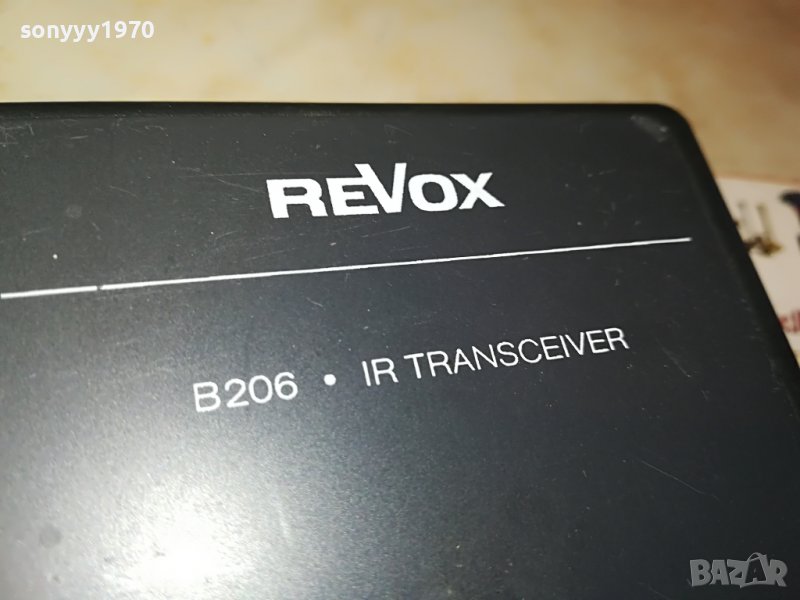 sonyyy1970
REVOX
B206 • IR TRANSCEIVER
BAZAR